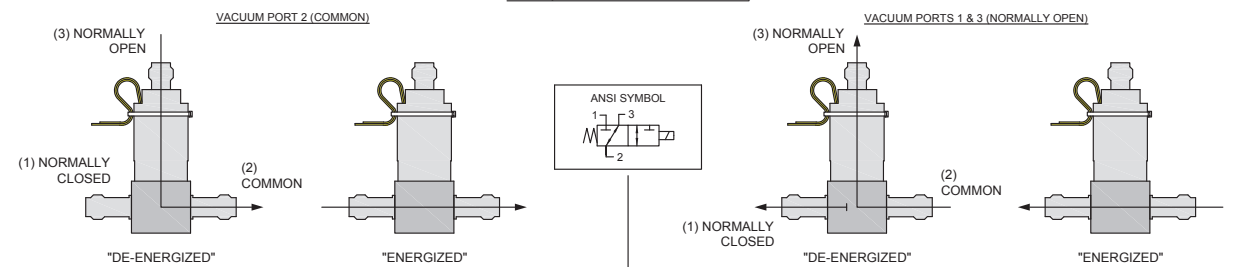 VACUUM PORT 2 (COMMON)
(3) NORMALLY
OPEN
(1) NORMALLY
CLOSED
(2)
COMMON
"DE-ENERGIZED"
"ENERGIZED"
ANSI SYMBOL
1
3
2
VACUUM PORTS 1 & 3 (NORMALLY OPEN)
(3) NORMALLY
OPEN
(2)
COMMON
(1) NORMALLY
CLOSED
"DE-ENERGIZED"
"ENERGIZED"